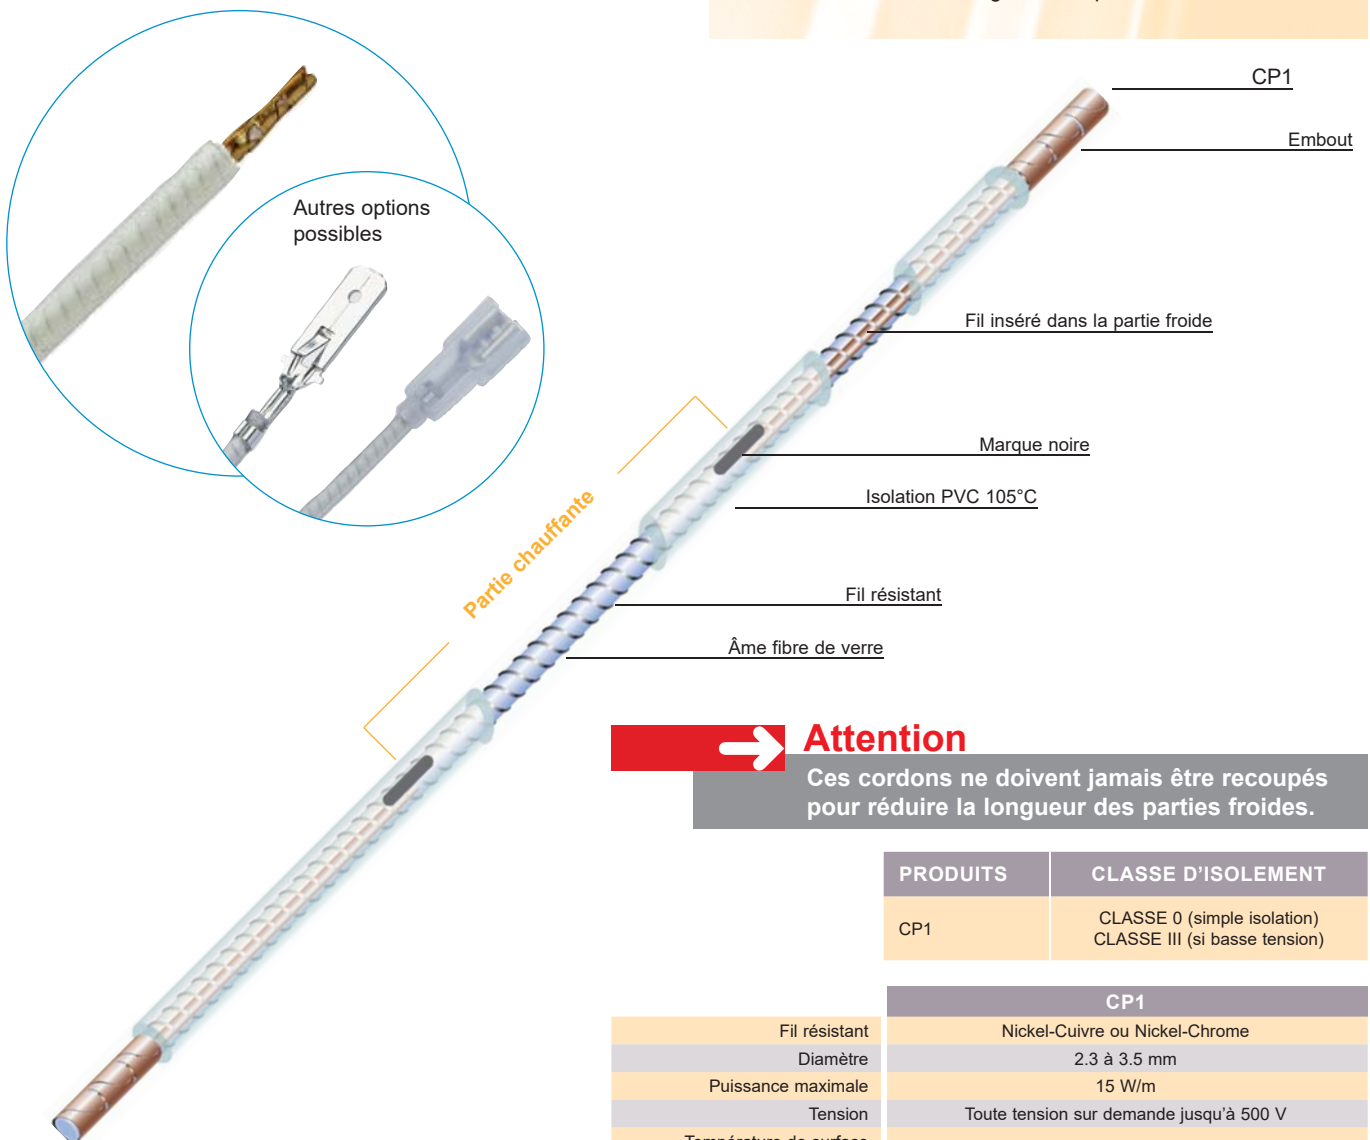 CP1
Embout
Autres options
possibles
Fil inséré dans la partie froide
Marque noire
Isolation PVC 105°C
Partie chauffante
Fil résistant
Âme fibre de verre
Attention
Ces cordons ne doivent jamais être recoupés
pour réduire la longueur des parties froides.
PRODUITS CLASSE D'ISOLEMENT
CP1 CLASSE 0 (simple isolation)
CLASSE III (si basse tension)
CP1
Fil résistant Nickel-Cuivre ou Nickel-Chrome
Diamètre 2.3 à 3.5 mm
Puissance maximale 15 W/m
Tension Toute tension sur demande jusqu'à 500 V
Température de surface